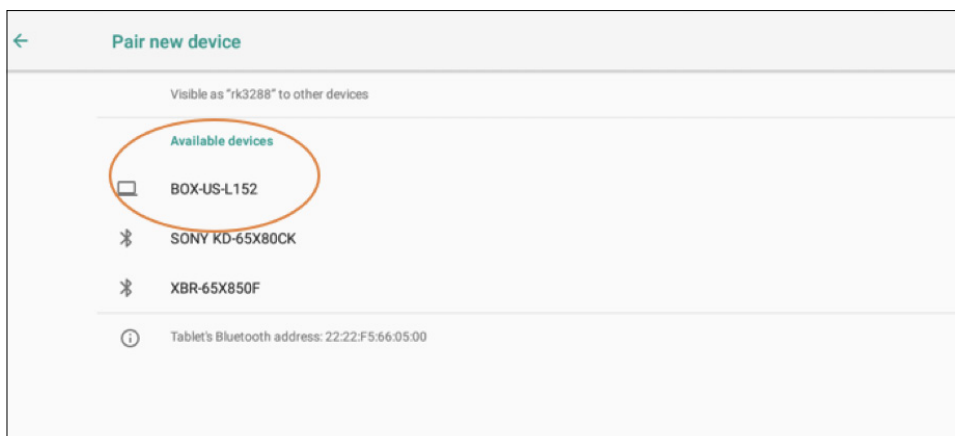 Pair new device
Visible as "rk3288" to other devices
Available devices
BOX-US-L152
SONY KD-65X80CK
XBR-65X850F
Tablet's Bluetooth address: 22:22:F5:66:05:00